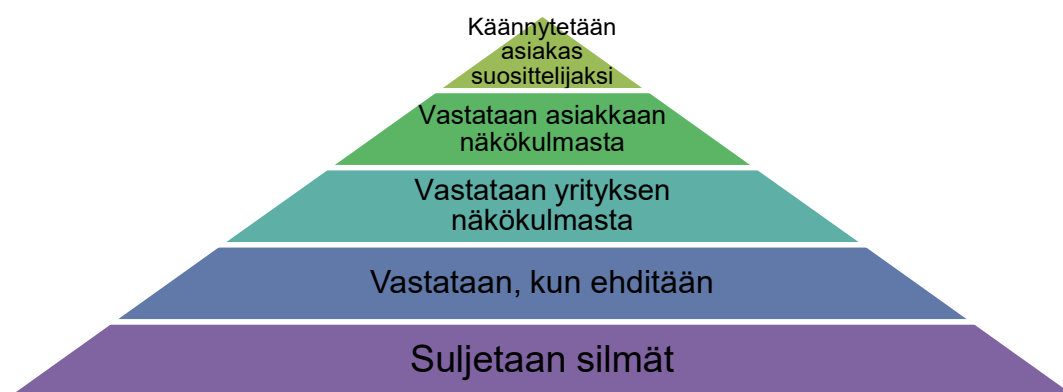 Käännytetään
asiakas
suosittelijaksi
Vastataan asiakkaan
näkökulmasta
Vastataan yrityksen
näkökulmasta
Vastataan, kun ehditään
Suljetaan silmät